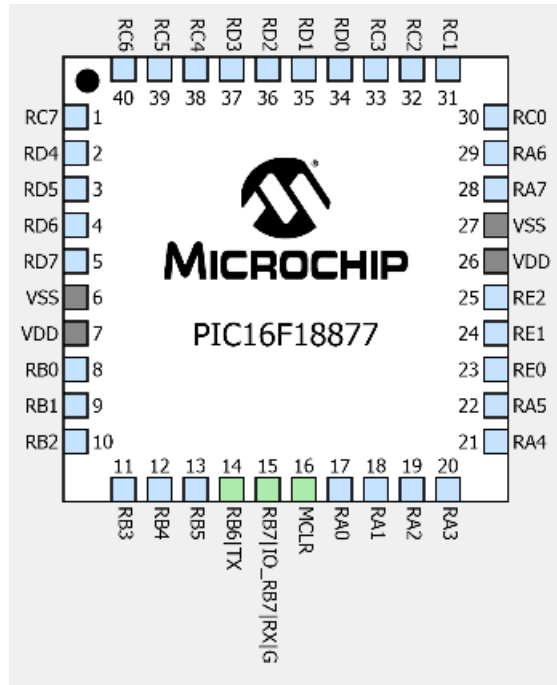 RC6 RC5 RC4 RD3 RD2 RD1 RD0 RC3 RC2 RC1
40 39 38 37 36 35 34 33 32 31
RC7 1 30 RC0
RD4 2 29 RA6
RD5 3 28 RA7
RD6 4 27 VSS
RD7 5 26 VDD
VSS 6 25 RE2
VDD 7 24 RE1
RB0 8 23 RE0
RB1 9 22 RA5
RB2 10 21 RA4
MICROCHIP
PIC16F18877
11 12 13 14 15 16 17 18 19 20
RB3 RB4 RB5 RB6|TX RB7|IO_RB7|RX|G MCLR RA0 RA1 RA2 RA3